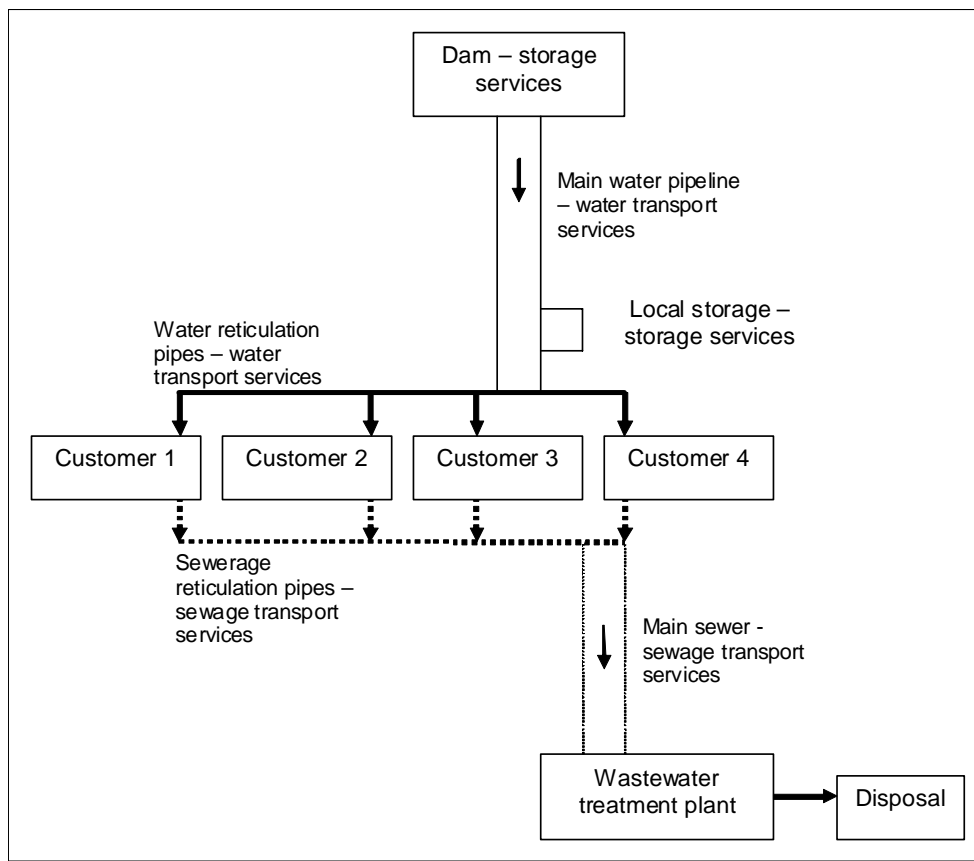 Dam – storage
services
Main water pipeline
– water transport
services
Local storage –
storage services
Water reticulation
pipes – water
transport services
Customer 1
Customer 2
Customer 3
Customer 4
Sewerage
reticulation pipes –
sewage transport
services
Main sewer -
sewage transport
services
Wastewater
treatment plant
Disposal